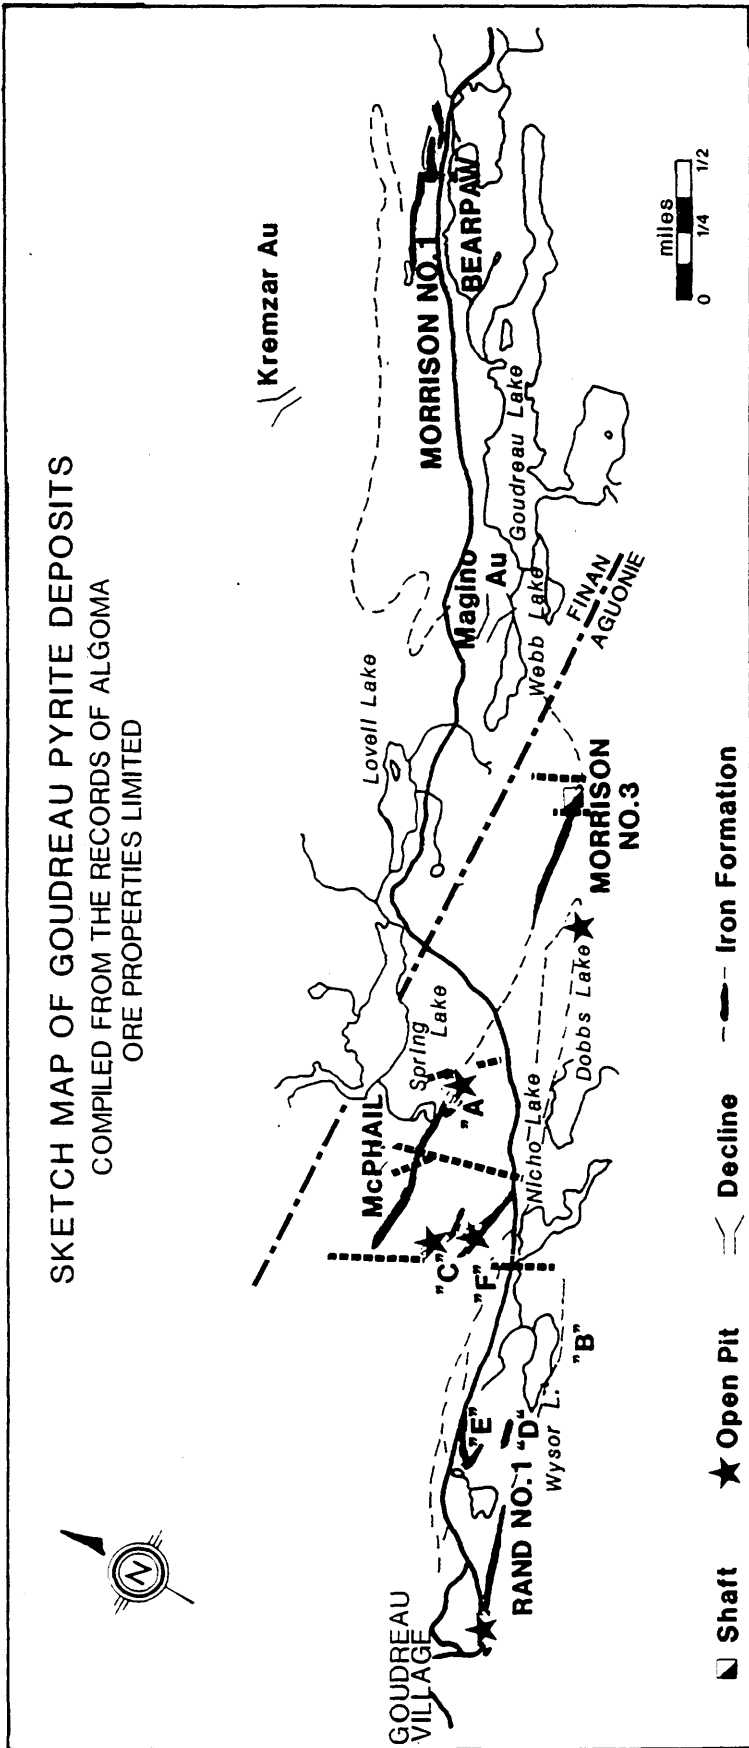 SKETCH MAP OF GOUDREAU PYRITE DEPOSITS
COMPILED FROM THE RECORDS OF ALGOMA
ORE PROPERTIES LIMITED
N
Kremzar Au
MORRISON NO.1
BEARPAW
Goudreau Lake
Magino
Au
Webb Lake
FINAN
AGUONIE
Lovell Lake
MORRISON
NO.3
Spring
Lake
Dobbs Lake
Nicho Lake
McPHAIL
"A"
"C"
"F"
"B"
"E"
"D"
Wysor L.
RAND NO.1
GOUDREAU
VILLAGE
miles
0 1/4 1/2
Shaft
Open Pit
Decline
Iron Formation